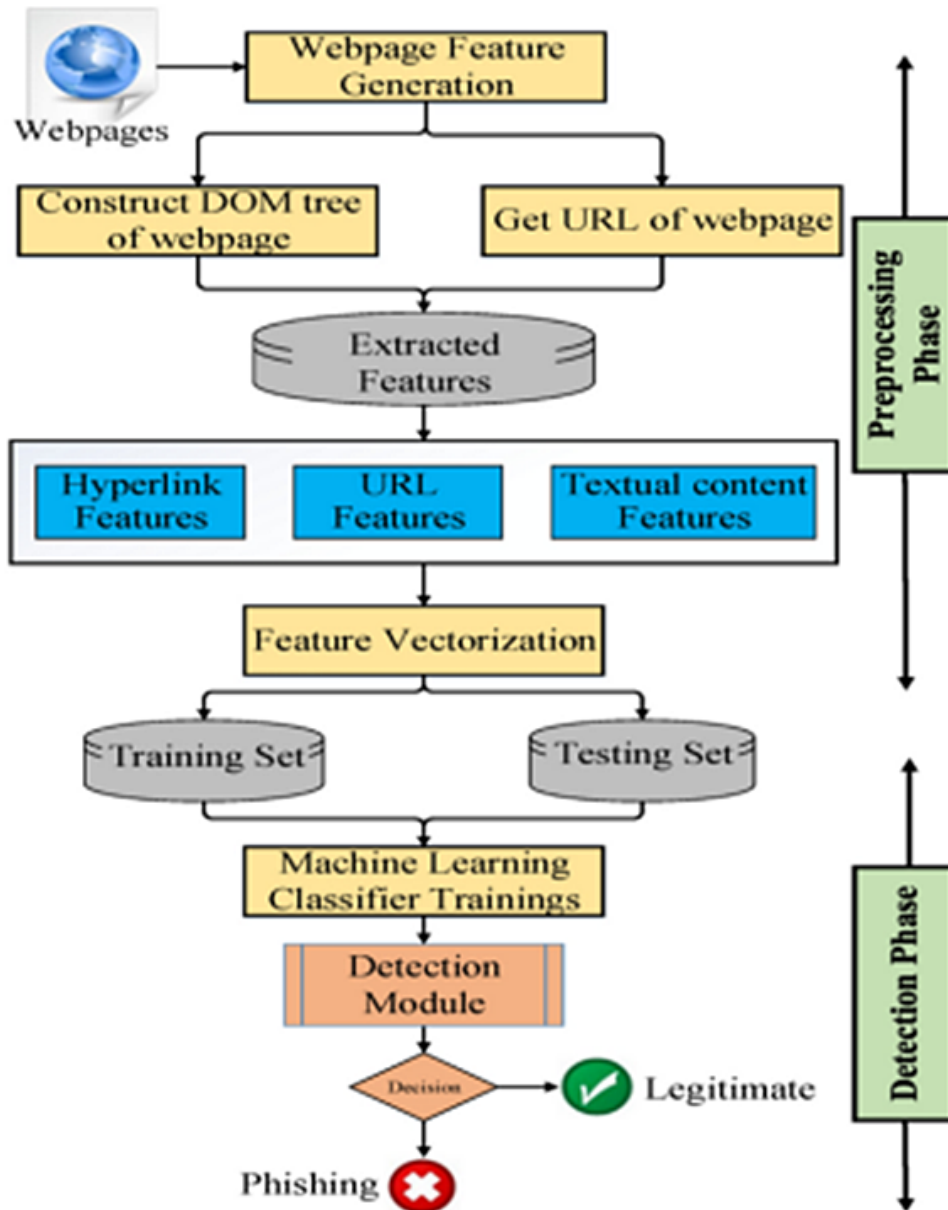 Webpage Feature
Generation
Webpages
Construct DOM tree
of webpage
Get URL of webpage
Extracted
Features
Hyperlink
Features
URL
Features
Textual content
Features
Feature Vectorization
Training Set
Testing Set
Machine Learning
Classifier Trainings
Detection
Module
Decision
Legitimate
Phishing
Preprocessing
Phase
Detection Phase